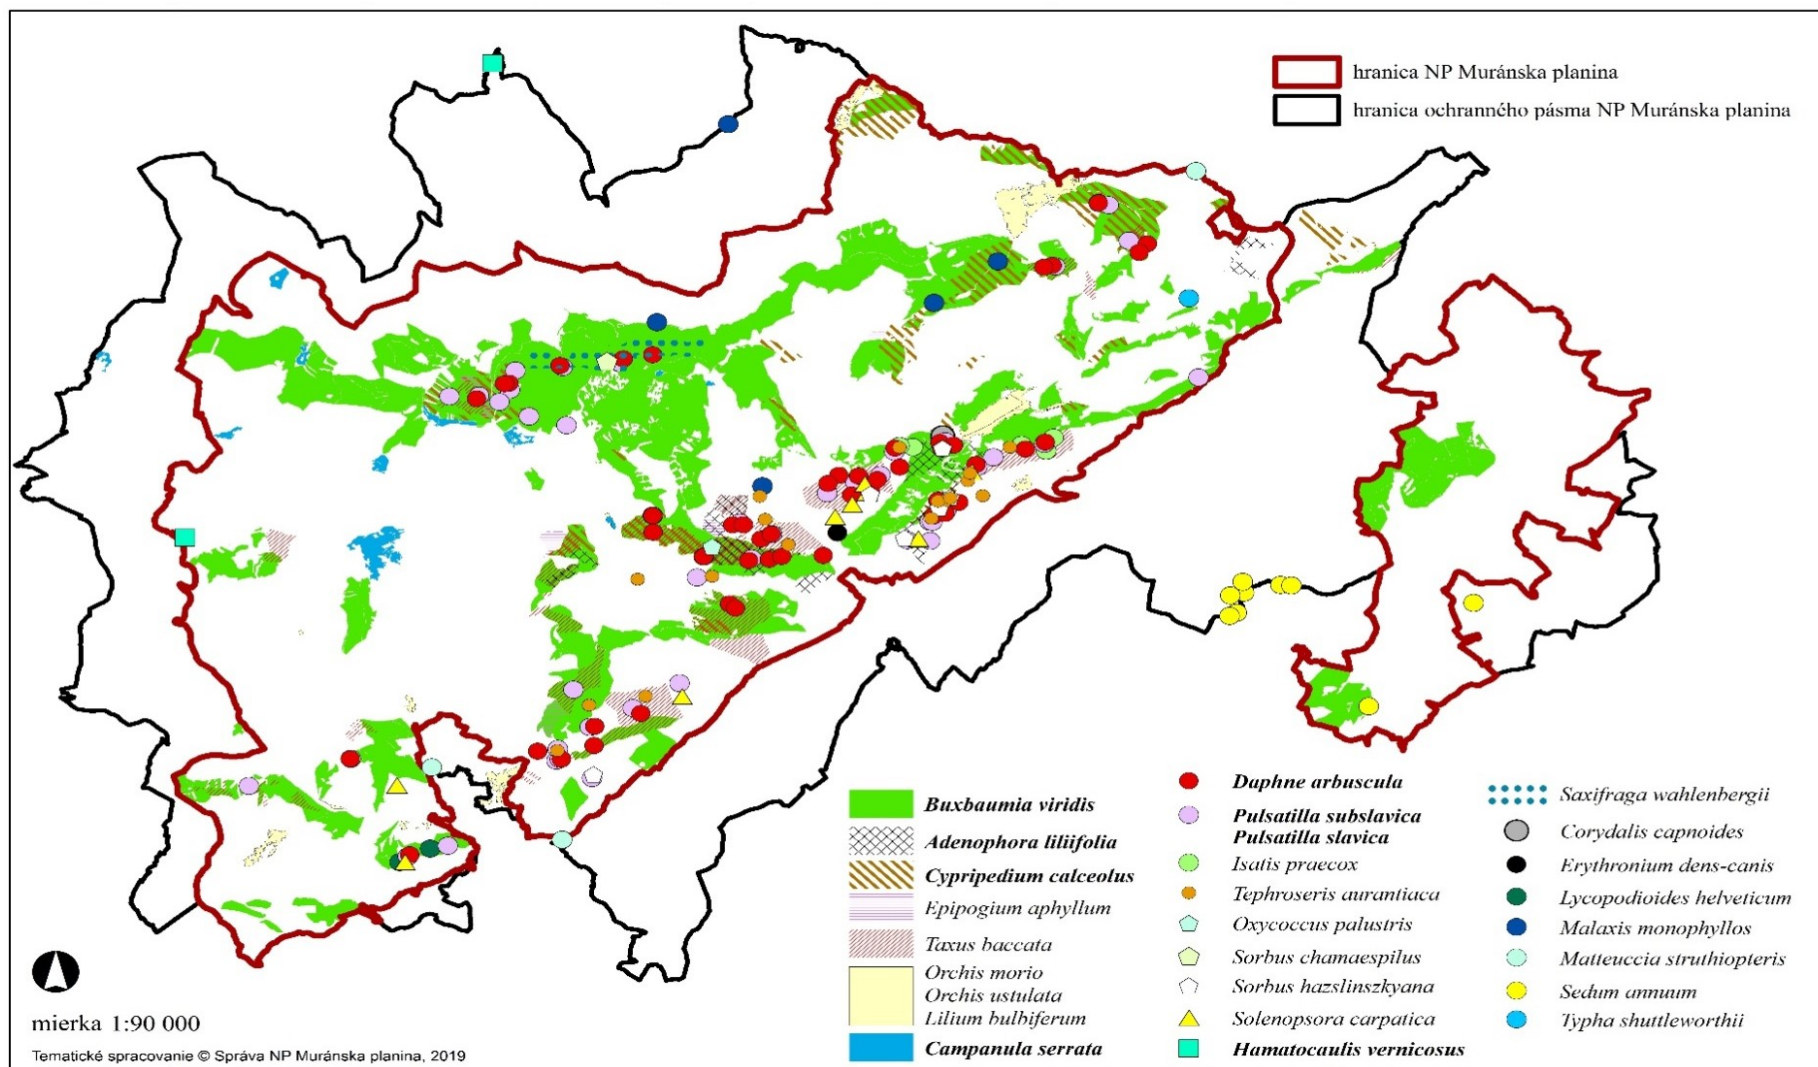 hranica NP Muránska planina
hranica ochranného pásma NP Muránska planina
Buxbaumia viridis
Adenophora liliifolia
Cypripedium calceolus
Epipogium aphyllum
Taxus baccata
Orchis morio
Orchis ustulata
Lilium bulbiferum
Campanula serrata
Daphne arbuscula
Pulsatilla subslavica
Pulsatilla slavica
Isatis praecox
Tephroseris aurantiaca
Oxycoccus palustris
Sorbus chamaespilus
Sorbus hazslinszkyana
Solenopsora carpatica
Hamatocaulis vernicosus
Saxifraga wahlenbergii
Corydalis capnoides
Erythronium dens-canis
Lycopodioides helveticum
Malaxis monophyllos
Matteuccia struthiopteris
Sedum annuum
Typha shuttleworthii
mierka 1:90 000
Tematické spracovanie © Správa NP Muránska planina, 2019